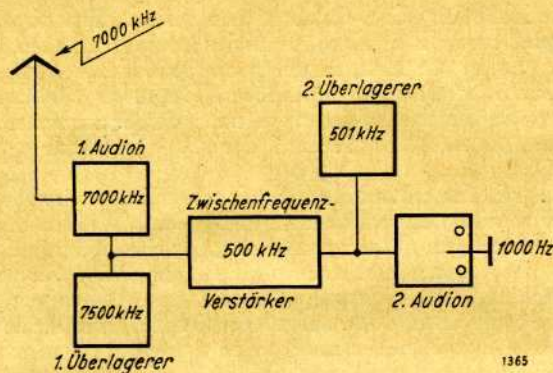 7000 kHz
2. Überlagerer
501 kHz
1. Audion
7000 kHz
Zwischenfrequenz-
500 kHz
Verstärker
1000 Hz
2. Audion
7500 kHz
1. Überlagerer
1365